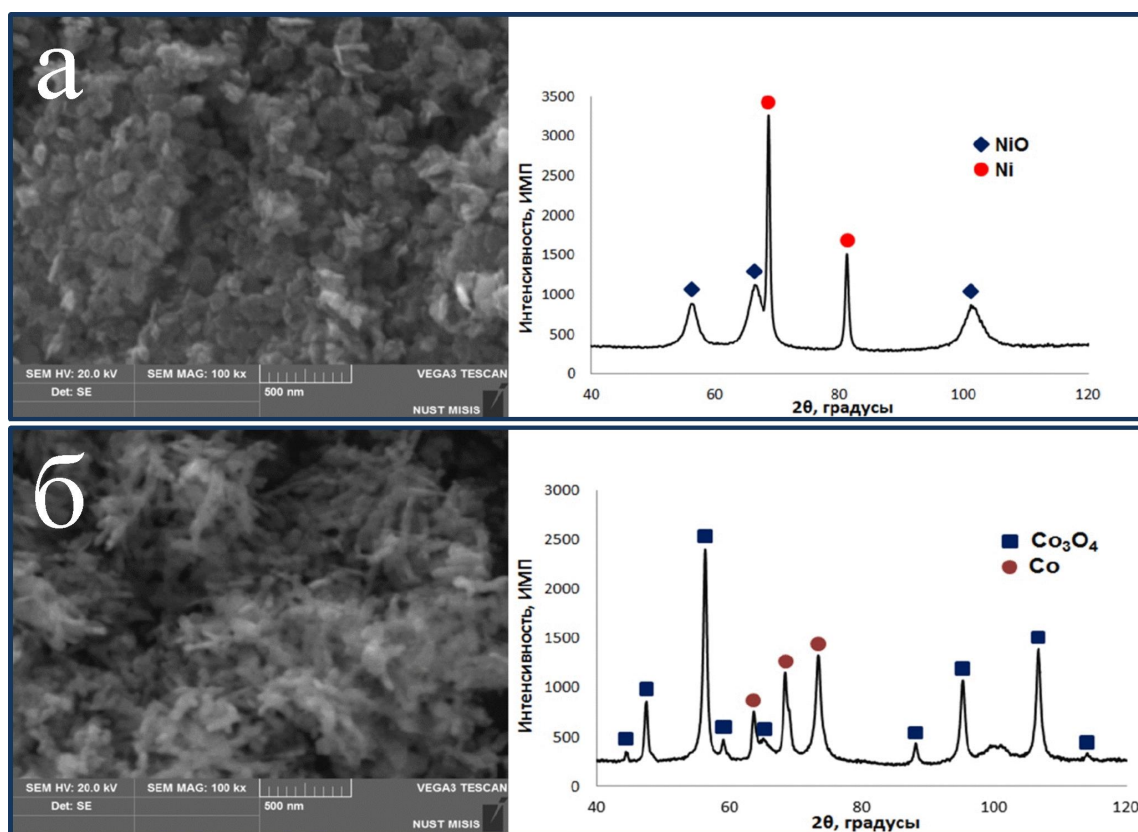 а
SEM HV: 20.0 kV SEM MAG: 100 kx VEGA3 TESCAN
Det: SE 500 nm
NUST MISIS
Интенсивность, ИМП
3500
3000
2500
2000
1500
1000
500
0
40 60 80 100 120
2θ, градусы
NiO
Ni
б
SEM HV: 20.0 kV SEM MAG: 100 kx VEGA3 TESCAN
Det: SE 500 nm
NUST MISIS
Интенсивность, ИМП
3000
2500
2000
1500
1000
500
0
40 60 80 100 120
2θ, градусы
Co₃O₄
Co